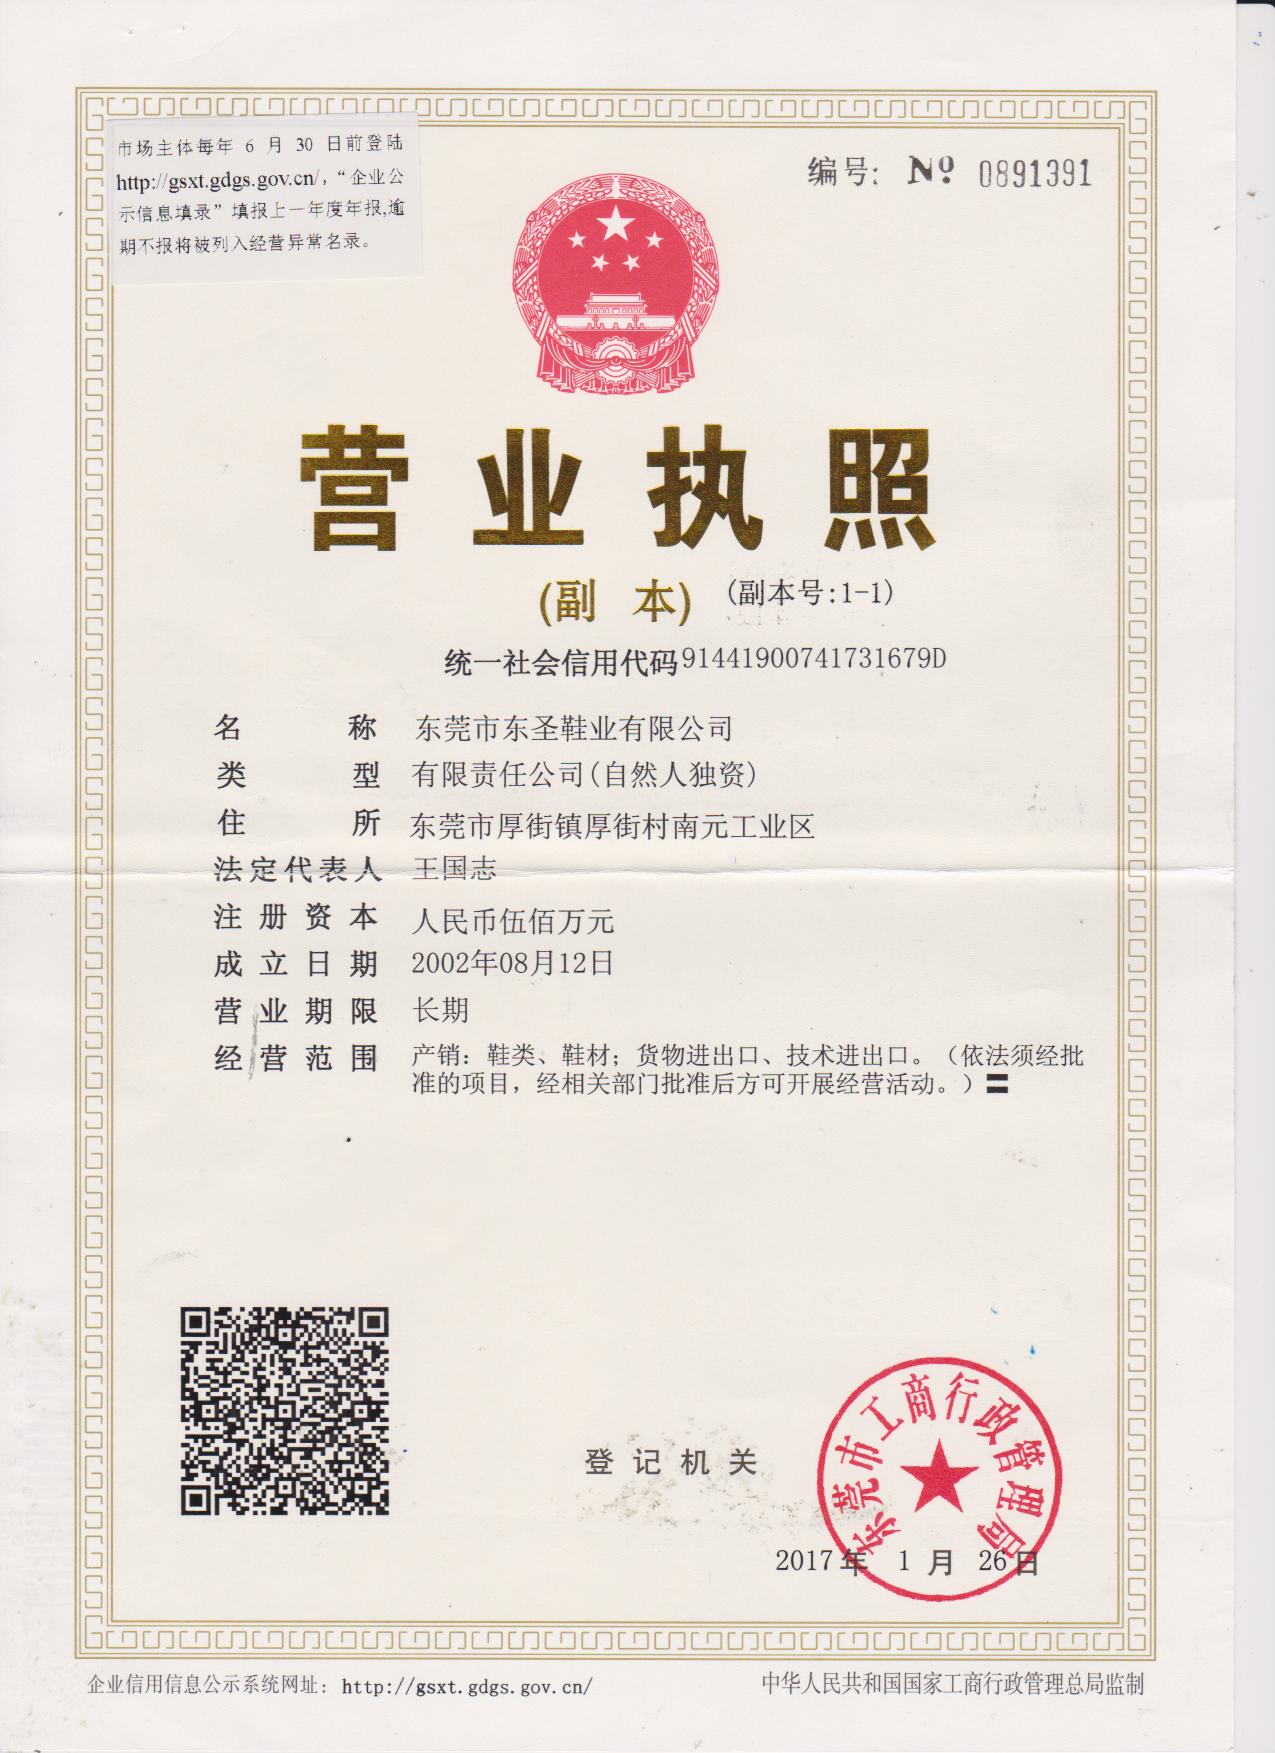 市场主体每年 6 月 30 日前登陆
http://gsxt.gdgs.gov.cn/，“企业公
示信息填录”填报上一年度年报,逾
期不报将被列入经营异常名录。
编号: Nº 0891391
营业执照
(副 本) (副本号:1-1)
统一社会信用代码91441900741731679D
名 称 东莞市东圣鞋业有限公司
类 型 有限责任公司(自然人独资)
住 所 东莞市厚街镇厚街村南元工业区
法定代表人 王国志
注册资本 人民币伍佰万元
成立日期 2002年08月12日
营业期限 长期
经营范围 产销：鞋类、鞋材；货物进出口、技术进出口。（依法须经批
准的项目，经相关部门批准后方可开展经营活动。）〓
登记机关
东莞市工商行政管理局
2017 年 1 月 26 日
企业信用信息公示系统网址：http://gsxt.gdgs.gov.cn/
中华人民共和国国家工商行政管理总局监制